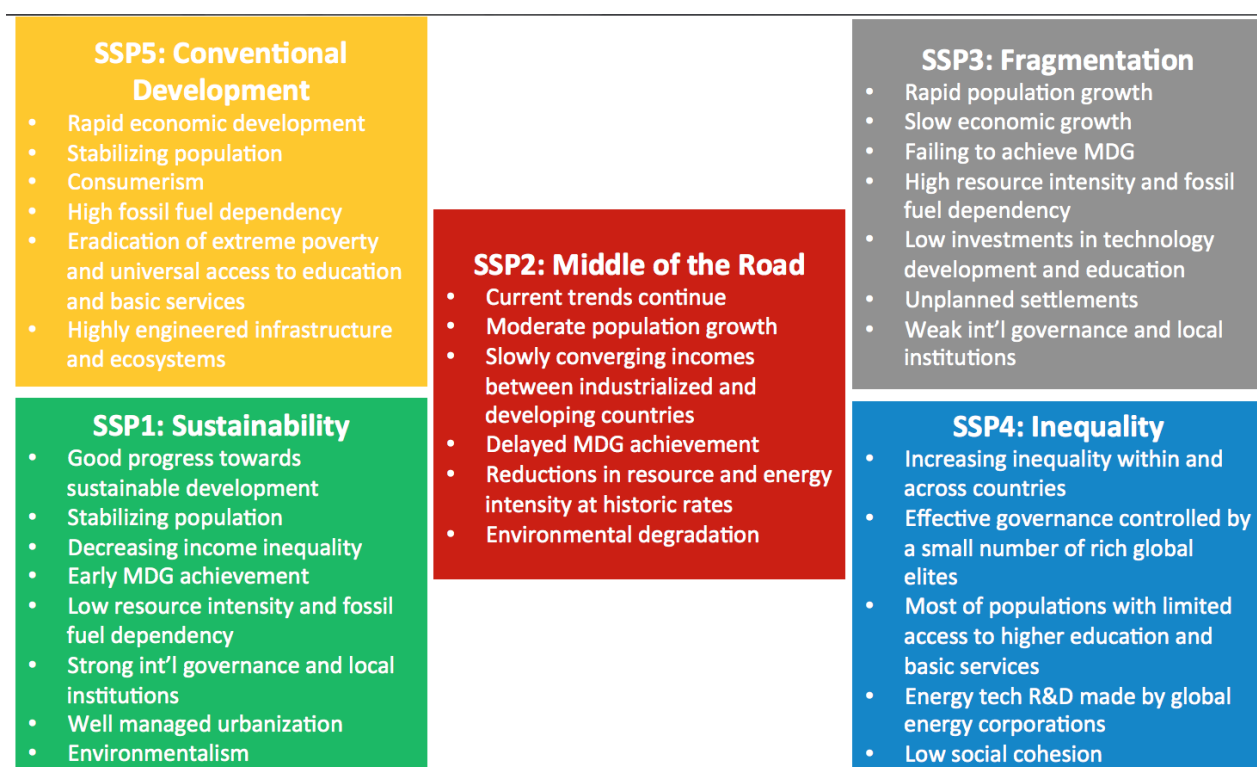 SSP5: Conventional
Development
• Rapid economic development
• Stabilizing population
• Consumerism
• High fossil fuel dependency
• Eradication of extreme poverty
and universal access to education
and basic services
• Highly engineered infrastructure
and ecosystems
SSP1: Sustainability
• Good progress towards
sustainable development
• Stabilizing population
• Decreasing income inequality
• Early MDG achievement
• Low resource intensity and fossil
fuel dependency
• Strong int’l governance and local
institutions
• Well managed urbanization
• Environmentalism
SSP2: Middle of the Road
• Current trends continue
• Moderate population growth
• Slowly converging incomes
between industrialized and
developing countries
• Delayed MDG achievement
• Reductions in resource and energy
intensity at historic rates
• Environmental degradation
SSP3: Fragmentation
• Rapid population growth
• Slow economic growth
• Failing to achieve MDG
• High resource intensity and fossil
fuel dependency
• Low investments in technology
development and education
• Unplanned settlements
• Weak int’l governance and local
institutions
SSP4: Inequality
• Increasing inequality within and
across countries
• Effective governance controlled by
a small number of rich global
elites
• Most of populations with limited
access to higher education and
basic services
• Energy tech R&D made by global
energy corporations
• Low social cohesion